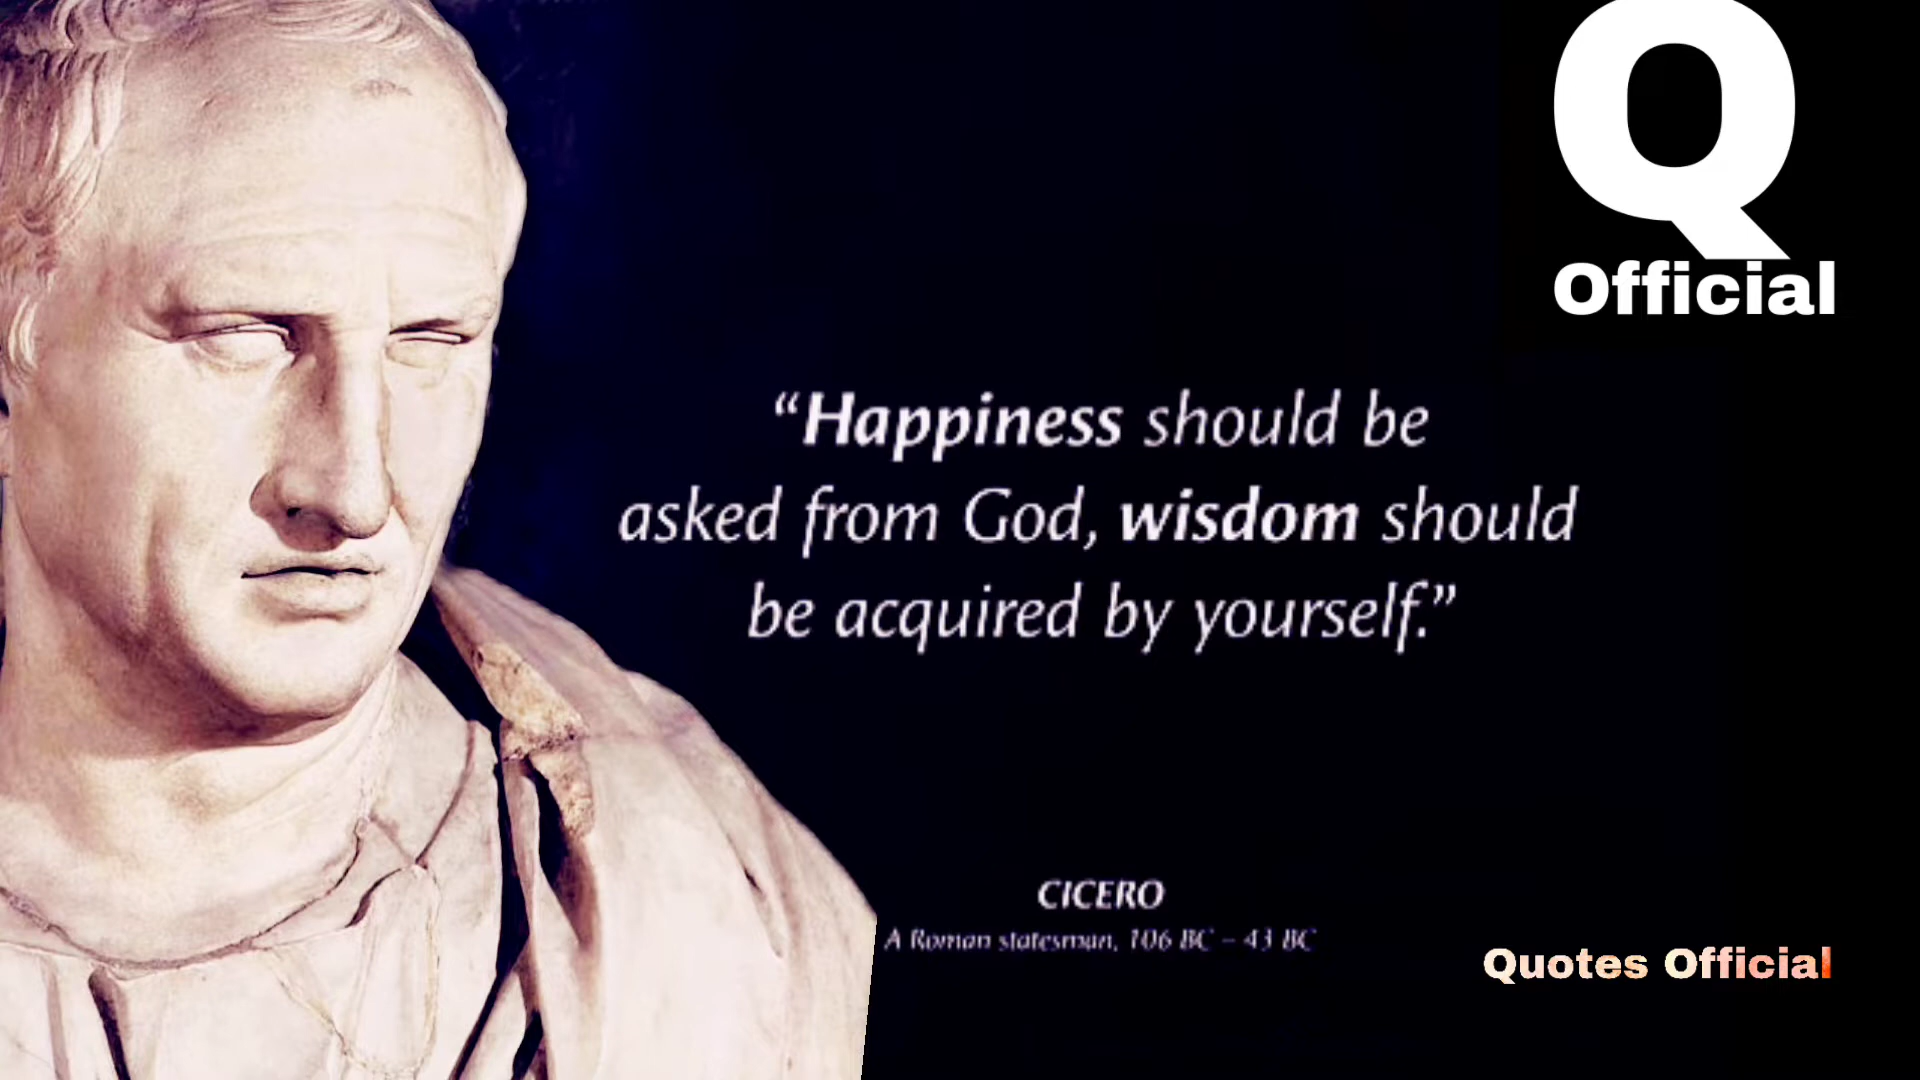 Q
Official
“Happiness should be
asked from God, wisdom should
be acquired by yourself.”
CICERO
A Roman statesman, 106 BC – 43 BC
Quotes Official